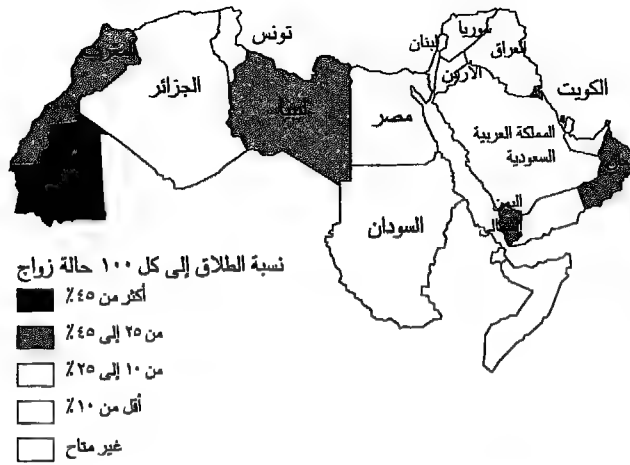 تونس
لبنان
سوريا
العراق
الأردن
الكويت
الجزائر
ليبيا
مصر
المملكة العربية
السعودية
السودان
اليمن
نسبة الطلاق إلى كل ١٠٠ حالة زواج
أكثر من ٤٥٪
من ٢٥ إلى ٤٥٪
من ١٠ إلى ٢٥٪
أقل من ١٠٪
غير متاح